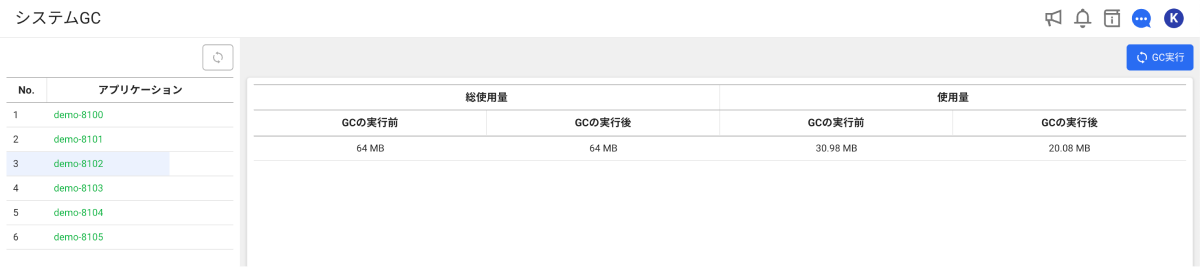 システムGC
K
GC実行
No. アプリケーション
1 demo-8100
2 demo-8101
3 demo-8102
4 demo-8103
5 demo-8104
6 demo-8105
総使用量 使用量
GCの実行前 GCの実行後 GCの実行前 GCの実行後
64 MB 64 MB 30.98 MB 20.08 MB